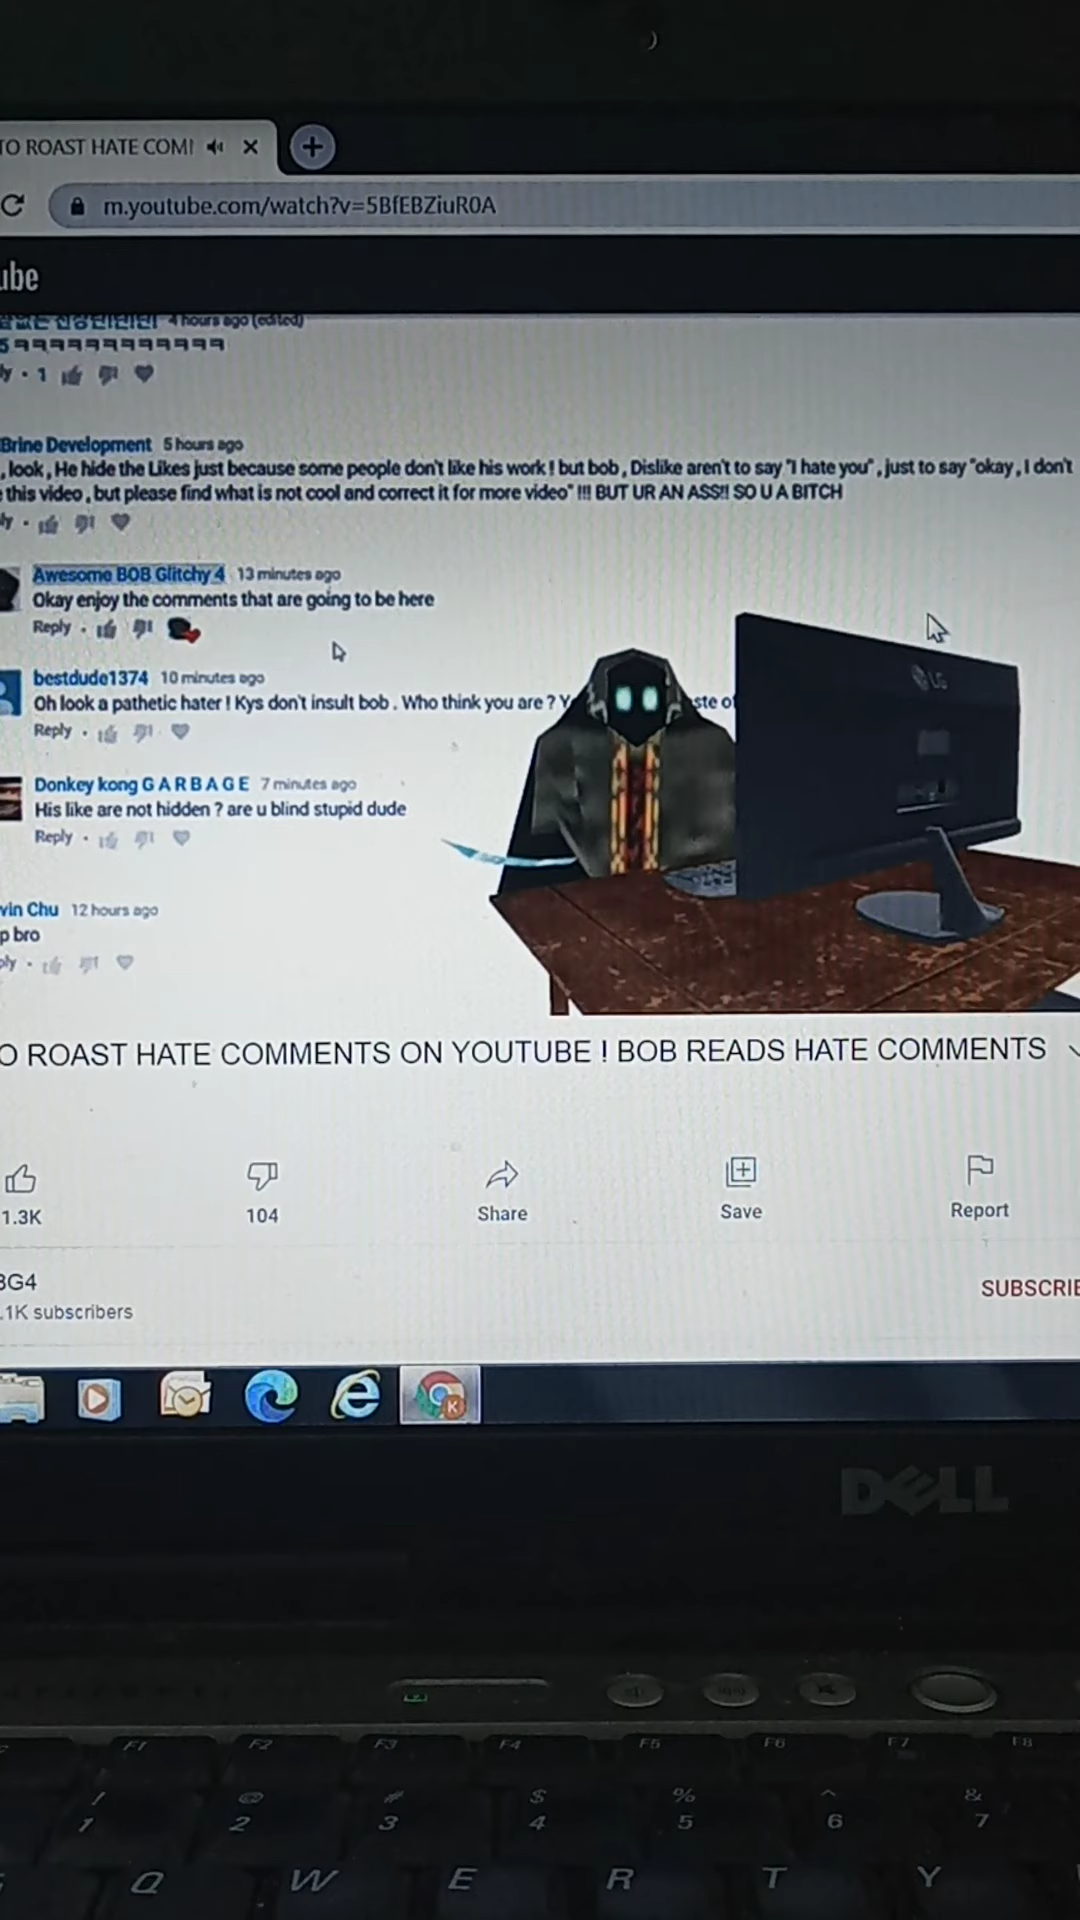 TO ROAST HATE COM
m.youtube.com/watch?v=5BfEBZiuR0A
ube
4 hours ago (edited)
5 ㅋㅋㅋㅋㅋㅋㅋㅋㅋㅋㅋㅋ
ly · 1
Brine Development 5 hours ago
, look , He hide the Likes just because some people don't like his work ! but bob , Dislike aren't to say "I hate you" , just to say "okay , I don't
this video , but please find what is not cool and correct it for more video" !!! BUT UR AN ASS!! SO U A BITCH
ly ·
Awesome BOB Glitchy 4 13 minutes ago
Okay enjoy the comments that are going to be here
Reply ·
bestdude1374 10 minutes ago
Oh look a pathetic hater ! Kys don't insult bob . Who think you are ? Y ste of
Reply ·
Donkey kong G A R B A G E 7 minutes ago
His like are not hidden ? are u blind stupid dude
Reply ·
vin Chu 12 hours ago
p bro
ply ·
LG
O ROAST HATE COMMENTS ON YOUTUBE ! BOB READS HATE COMMENTS
1.3K
104
Share
Save
Report
BG4
.1K subscribers
SUBSCRIBE
K
DELL
F1 F2 F3 F4 F5 F6 F7 F8
! @ # $ % ^ &
1 2 3 4 5 6 7
Q W E R T Y